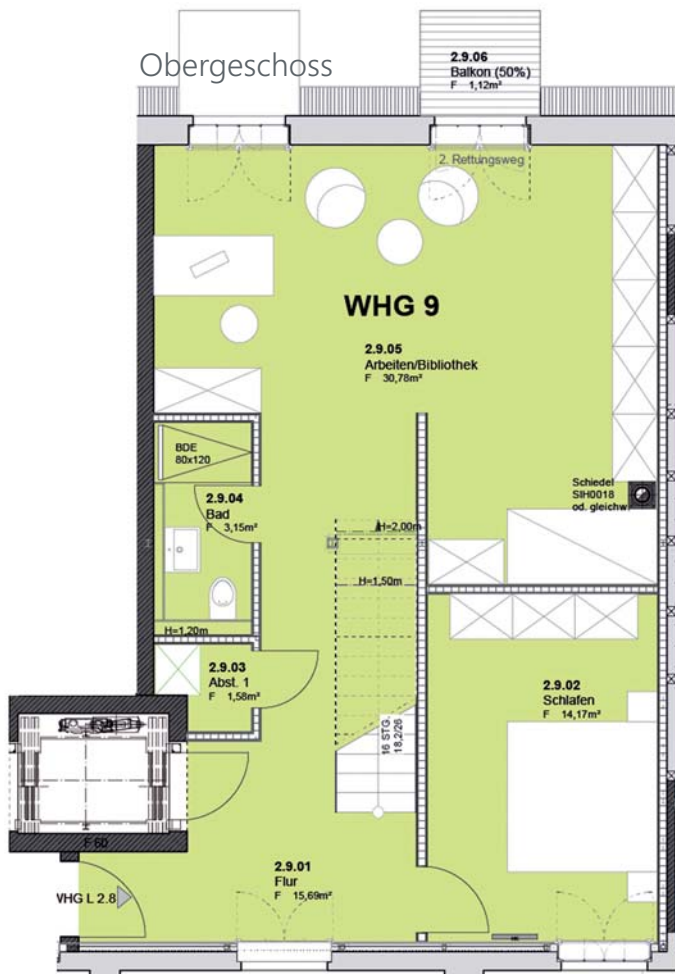 Obergeschoss
2.9.06
Balkon (50%)
F 1,12m²
2. Rettungsweg
WHG 9
2.9.05
Arbeiten/Bibliothek
F 30,78m²
BDE
80x120
2.9.04
Bad
F 3,15m²
Schiedel
SIH0018
od. gleichw.
H=2,00m
H=1,50m
H=1,20m
2.9.03
Abst. 1
F 1,58m²
2.9.02
Schlafen
F 14,17m²
16 STG.
18,2/26
F 60
2.9.01
Flur
F 15,69m²
WHG L 2.8